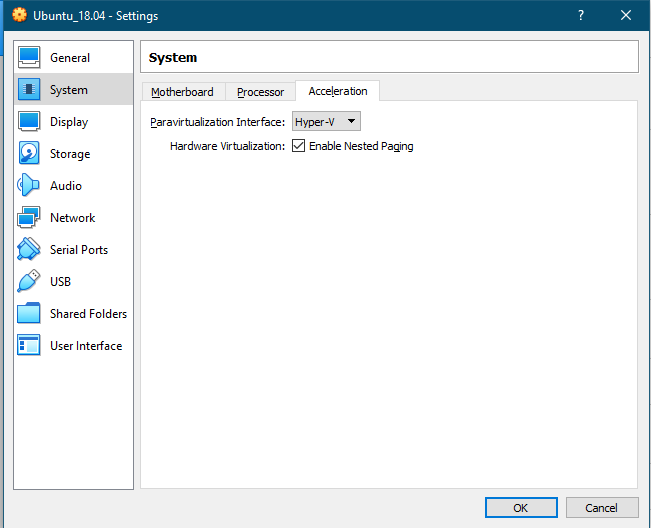 Ubuntu_18.04 - Settings
?
General
System
Display
Storage
Audio
Network
Serial Ports
USB
Shared Folders
User Interface
System
Motherboard Processor Acceleration
Paravirtualization Interface: Hyper-V
Hardware Virtualization: Enable Nested Paging
OK Cancel